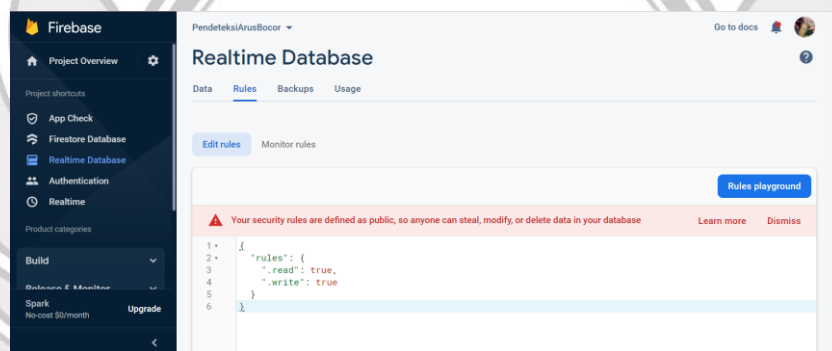 Firebase
Project Overview
Project shortcuts
App Check
Firestore Database
Realtime Database
Authentication
Realtime
Product categories
Build
Release & Monitor
Spark
No-cost $0/month
Upgrade
PendeteksiArusBocor
Go to docs
Realtime Database
Data Rules Backups Usage
Edit rules Monitor rules
Rules playground
Your security rules are defined as public, so anyone can steal, modify, or delete data in your database Learn more Dismiss
1 {
2 "rules": {
3 ".read": true,
4 ".write": true
5 }
6 }